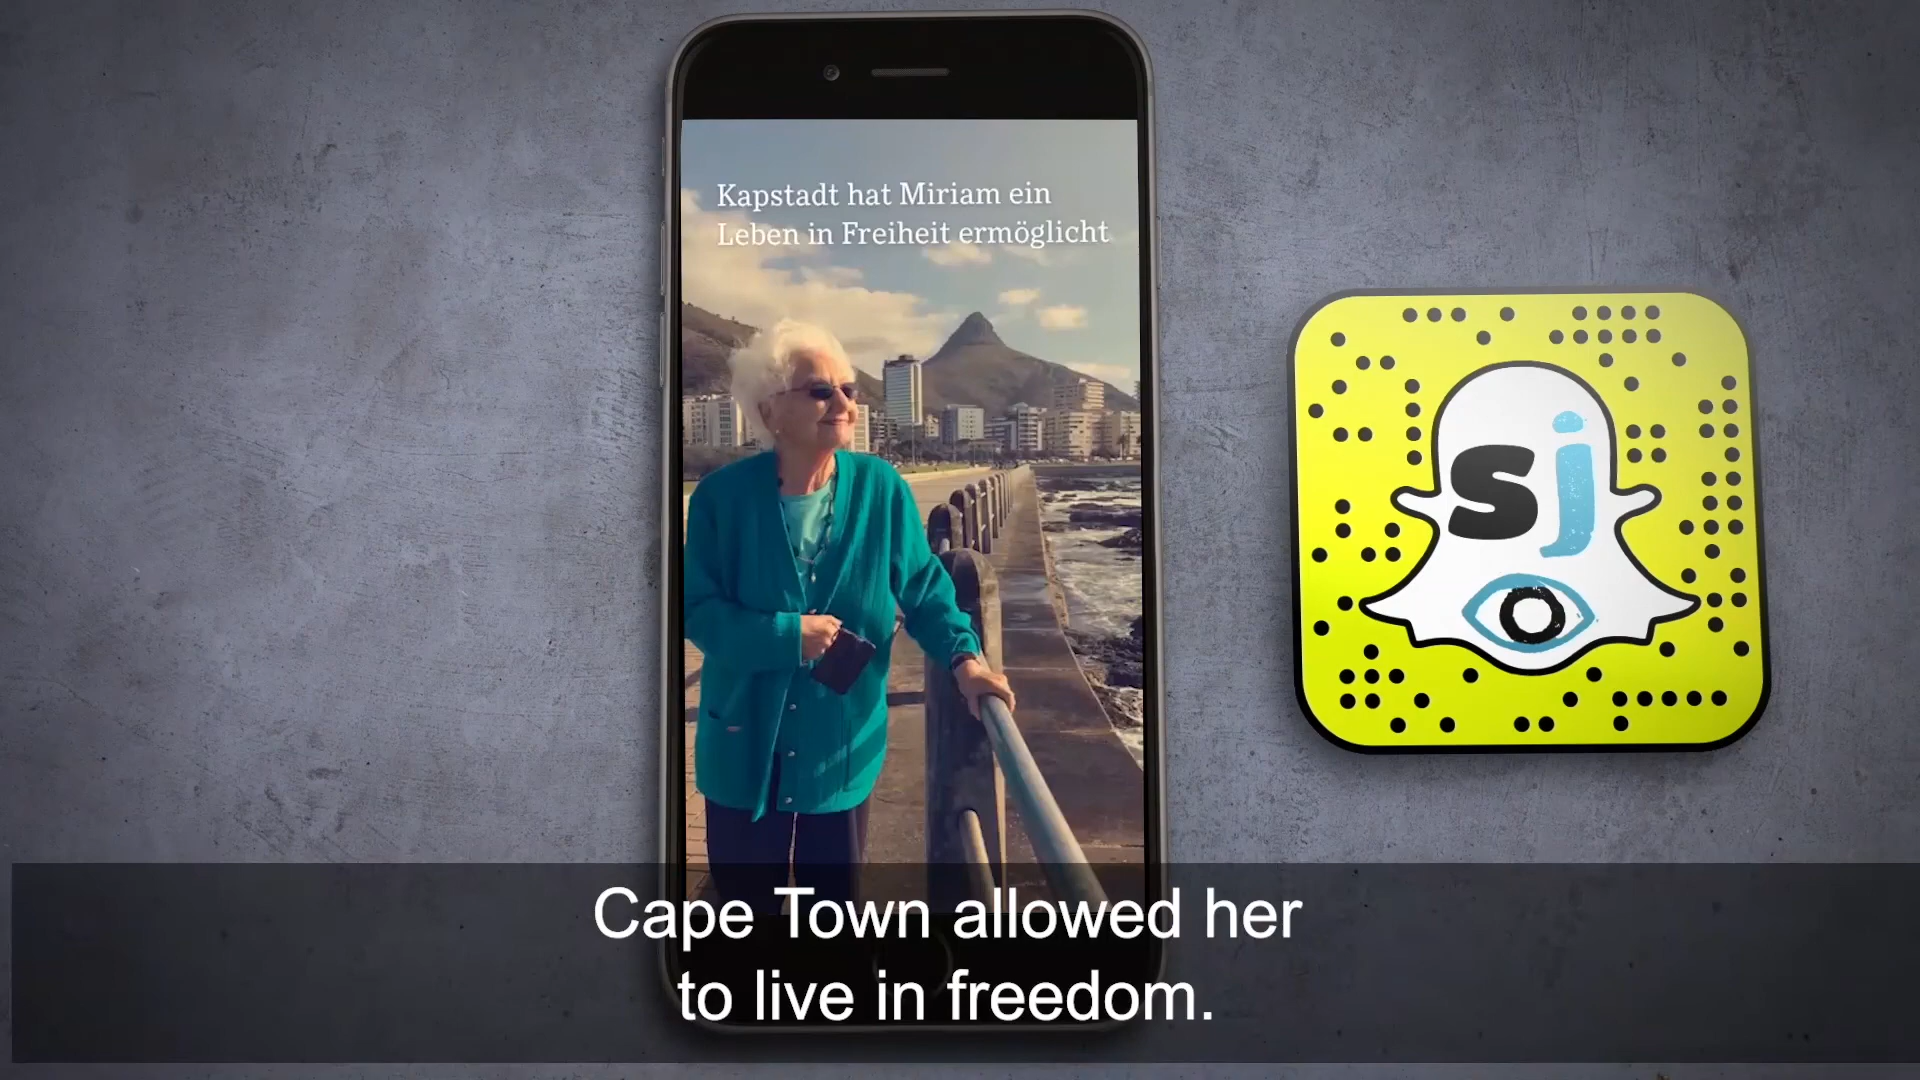 Kapstadt hat Miriam ein
Leben in Freiheit ermöglicht
sj
Cape Town allowed her
to live in freedom.